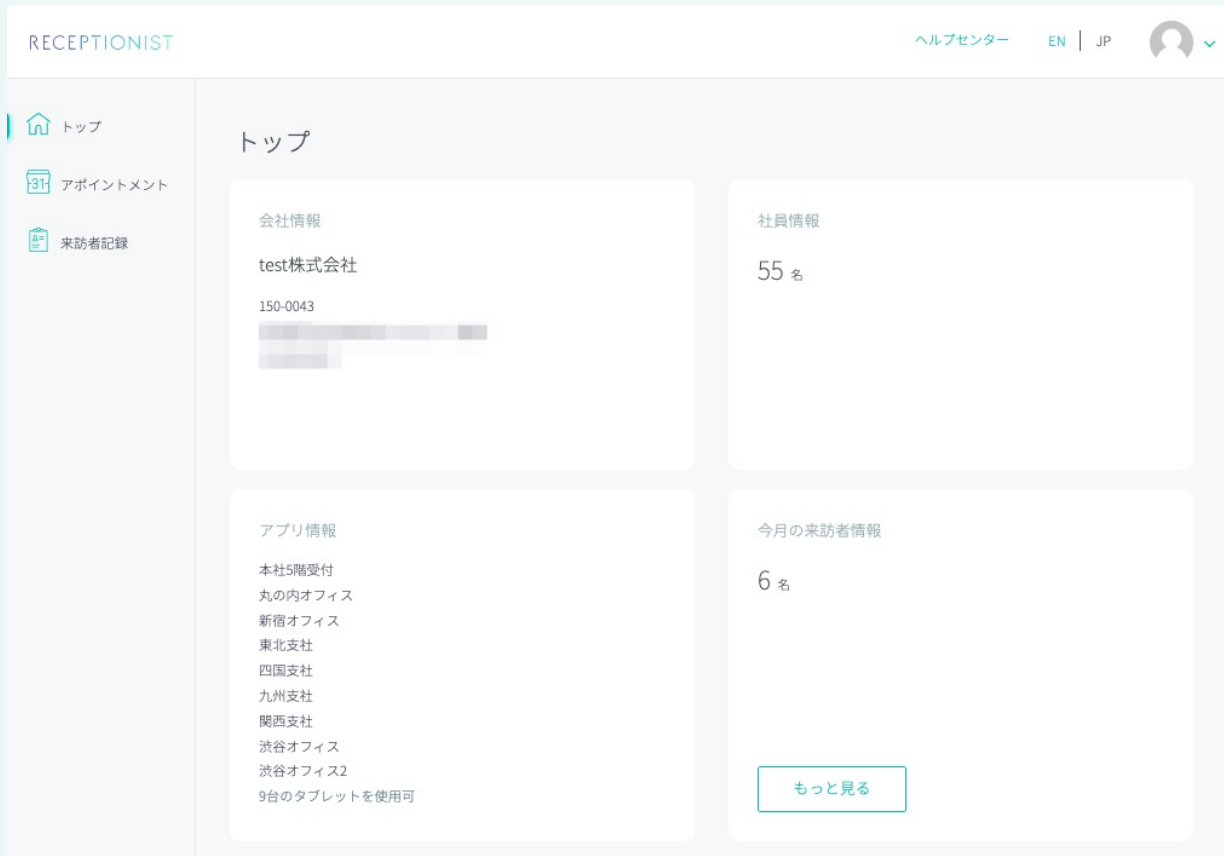 RECEPTIONIST
ヘルプセンター
EN | JP
トップ
31
アポイントメント
来訪者記録
トップ
会社情報
test株式会社
150-0043
社員情報
55 名
アプリ情報
本社5階受付
丸の内オフィス
新宿オフィス
東北支社
四国支社
九州支社
関西支社
渋谷オフィス
渋谷オフィス2
9台のタブレットを使用可
今月の来訪者情報
6 名
もっと見る